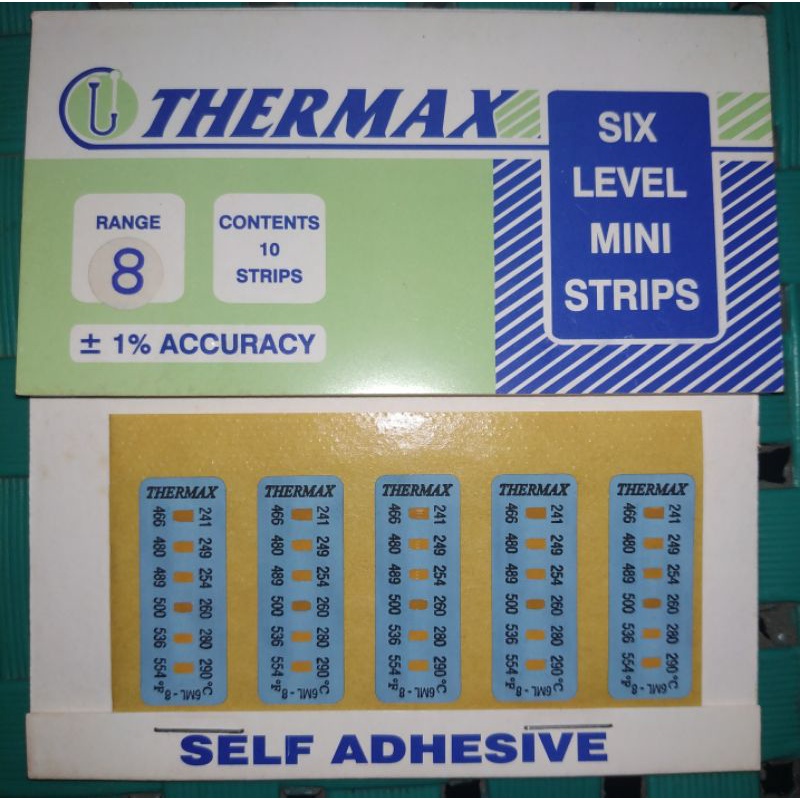 THERMAX
SIX
LEVEL
MINI
STRIPS
RANGE
8
CONTENTS
10
STRIPS
± 1% ACCURACY
THERMAX
466 241
480 249
489 254
500 260
536 280
554 °F 290 °C
6ML - 8
THERMAX
466 241
480 249
489 254
500 260
536 280
554 °F 290 °C
6ML - 8
THERMAX
466 241
480 249
489 254
500 260
536 280
554 °F 290 °C
6ML - 8
THERMAX
466 241
480 249
489 254
500 260
536 280
554 °F 290 °C
6ML - 8
THERMAX
466 241
480 249
489 254
500 260
536 280
554 °F 290 °C
6ML - 8
SELF ADHESIVE